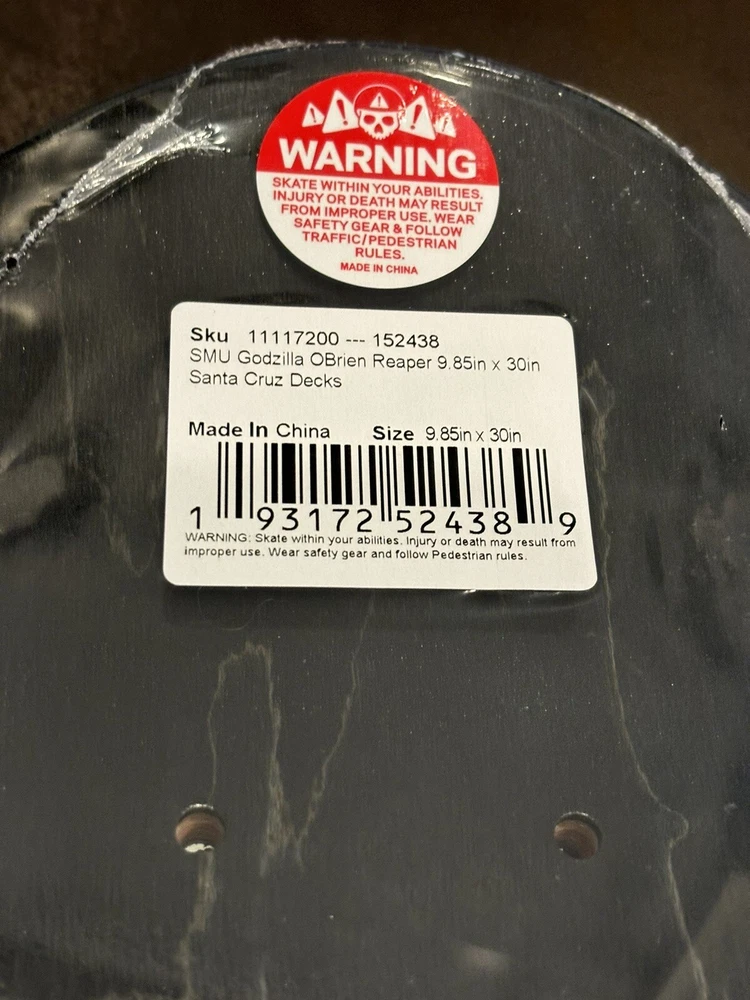 WARNING
SKATE WITHIN YOUR ABILITIES.
INJURY OR DEATH MAY RESULT
FROM IMPROPER USE. WEAR
SAFETY GEAR & FOLLOW
TRAFFIC/PEDESTRIAN
RULES.
MADE IN CHINA
Sku 11117200 --- 152438
SMU Godzilla OBrien Reaper 9.85in x 30in
Santa Cruz Decks
Made In China Size 9.85in x 30in
1 93172 52438 9
WARNING: Skate within your abilities. Injury or death may result from
improper use. Wear safety gear and follow Pedestrian rules.